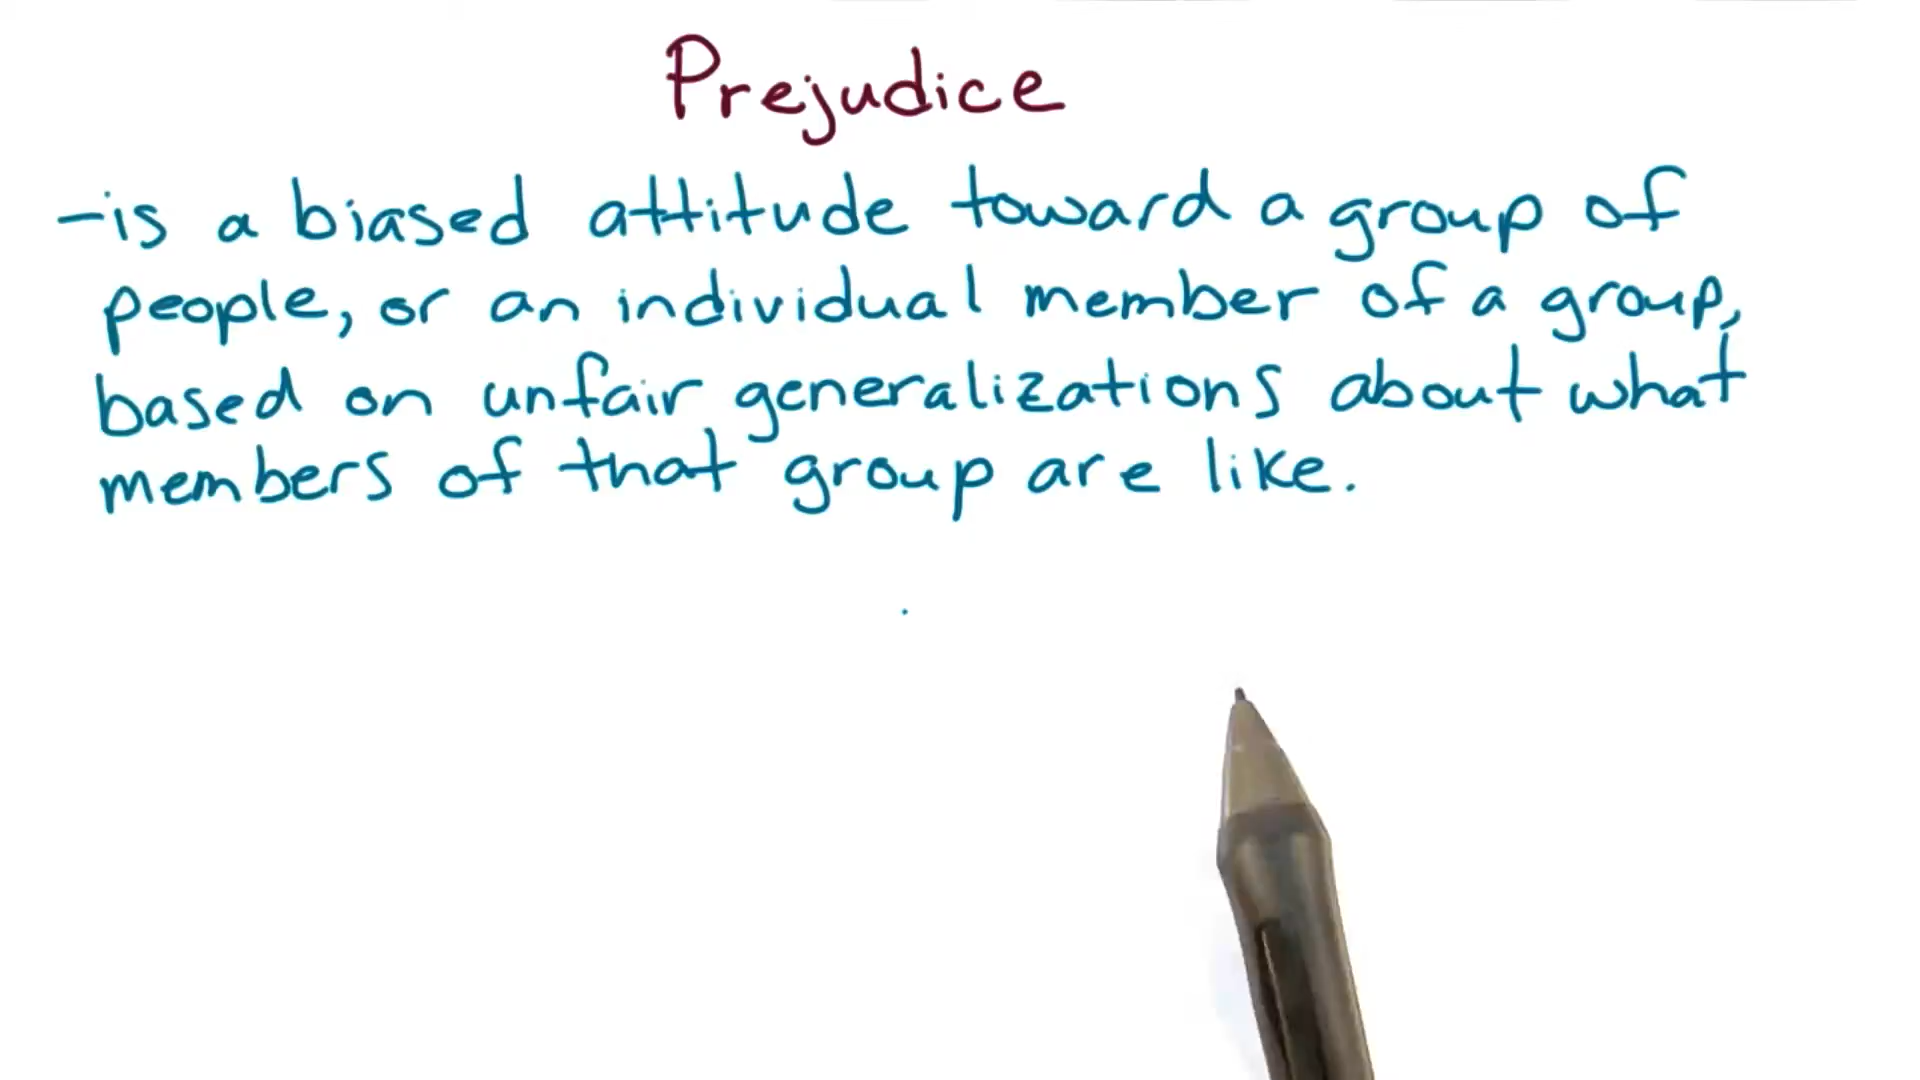 Prejudice
-is a biased attitude toward a group of
people, or an individual member of a group,
based on unfair generalizations about what
members of that group are like.